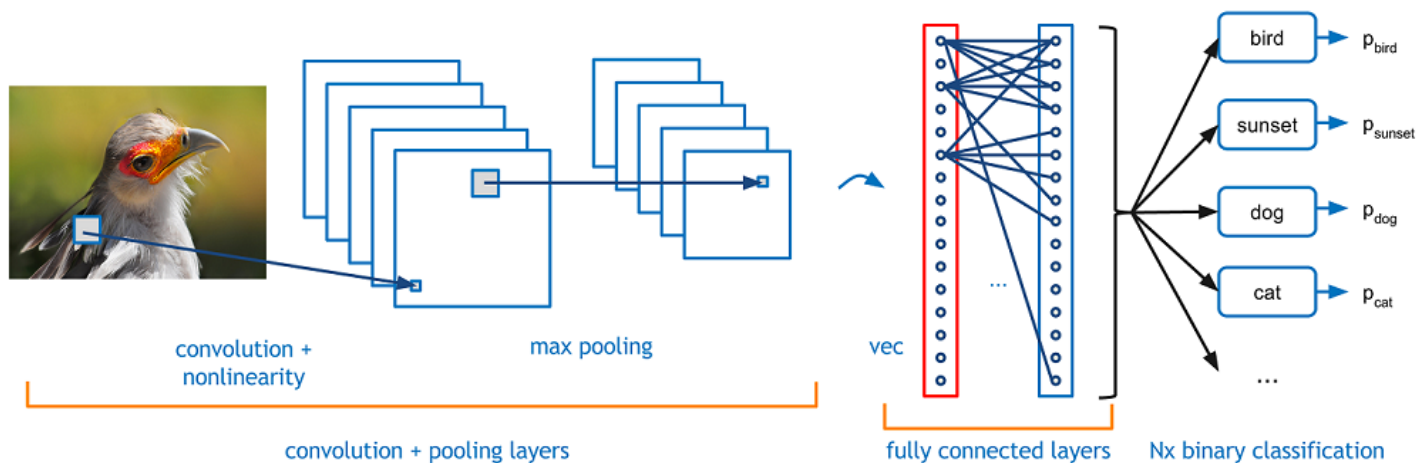 convolution +
nonlinearity
max pooling
convolution + pooling layers
vec
...
fully connected layers
bird
p_bird
sunset
p_sunset
dog
p_dog
cat
p_cat
...
Nx binary classification